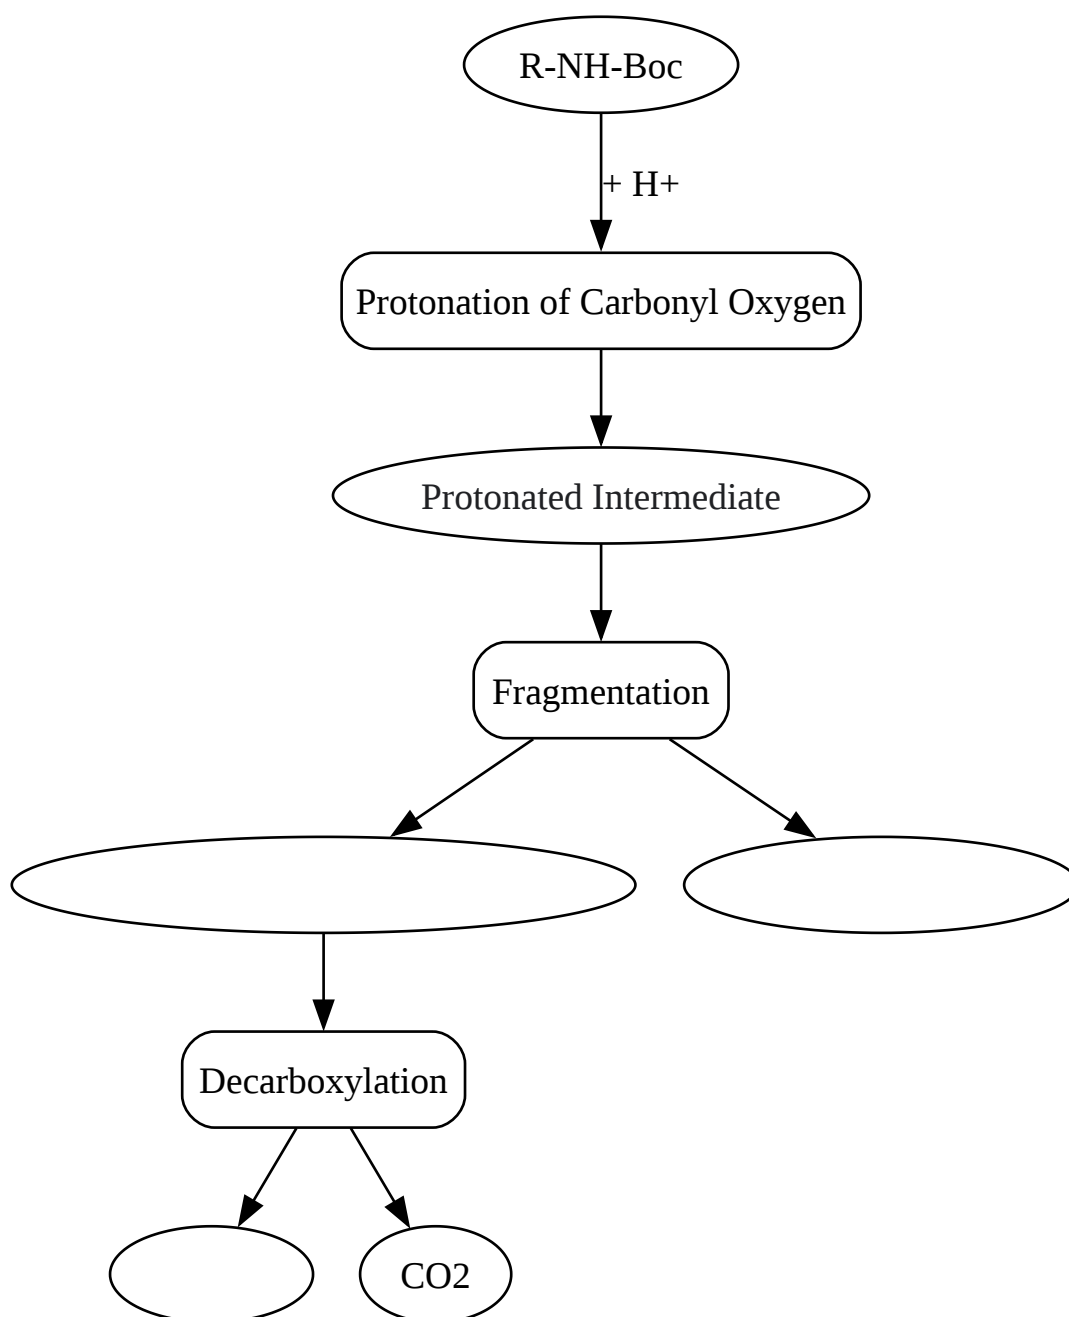 R-NH-Boc
+ H+
Protonation of Carbonyl Oxygen
Protonated Intermediate
Fragmentation
Decarboxylation
CO2